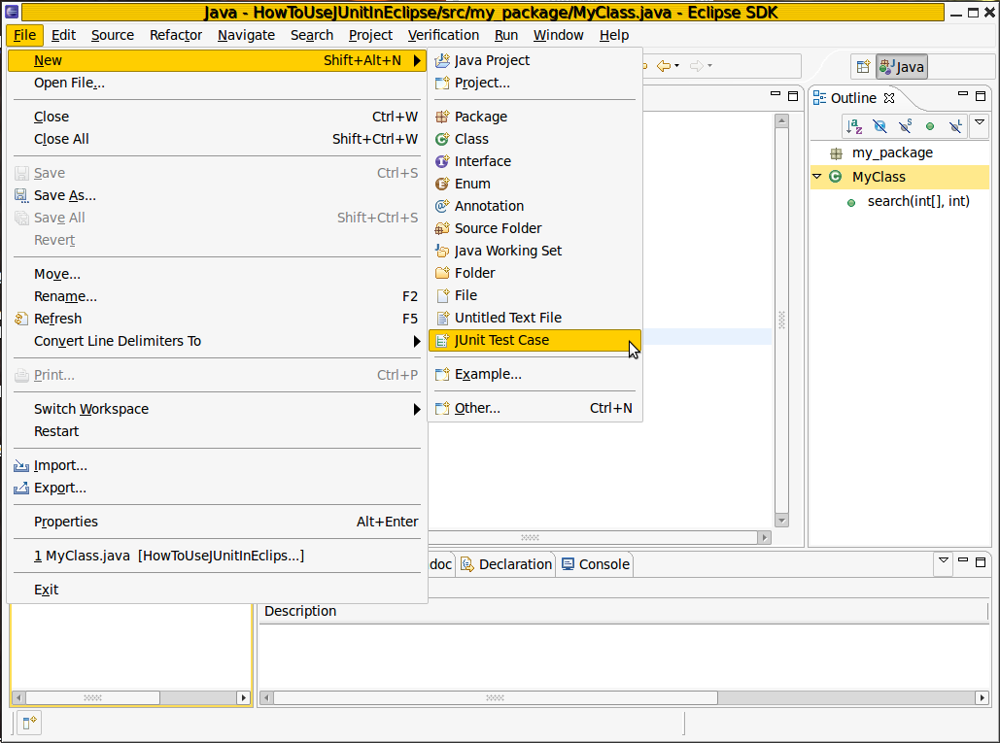 Java - HowToUseJUnitInEclipse/src/my_package/MyClass.java - Eclipse SDK
File Edit Source Refactor Navigate Search Project Verification Run Window Help
New Shift+Alt+N
Open File...
Close Ctrl+W
Close All Shift+Ctrl+W
Save Ctrl+S
Save As...
Save All Shift+Ctrl+S
Revert
Move...
Rename... F2
Refresh F5
Convert Line Delimiters To
Print... Ctrl+P
Switch Workspace
Restart
Import...
Export...
Properties Alt+Enter
1 MyClass.java [HowToUseJUnitInEclips...]
Exit
Java Project
Project...
Package
Class
Interface
Enum
Annotation
Source Folder
Java Working Set
Folder
File
Untitled Text File
JUnit Test Case
Example...
Other... Ctrl+N
Java
Outline
my_package
MyClass
search(int[], int)
doc Declaration Console
Description